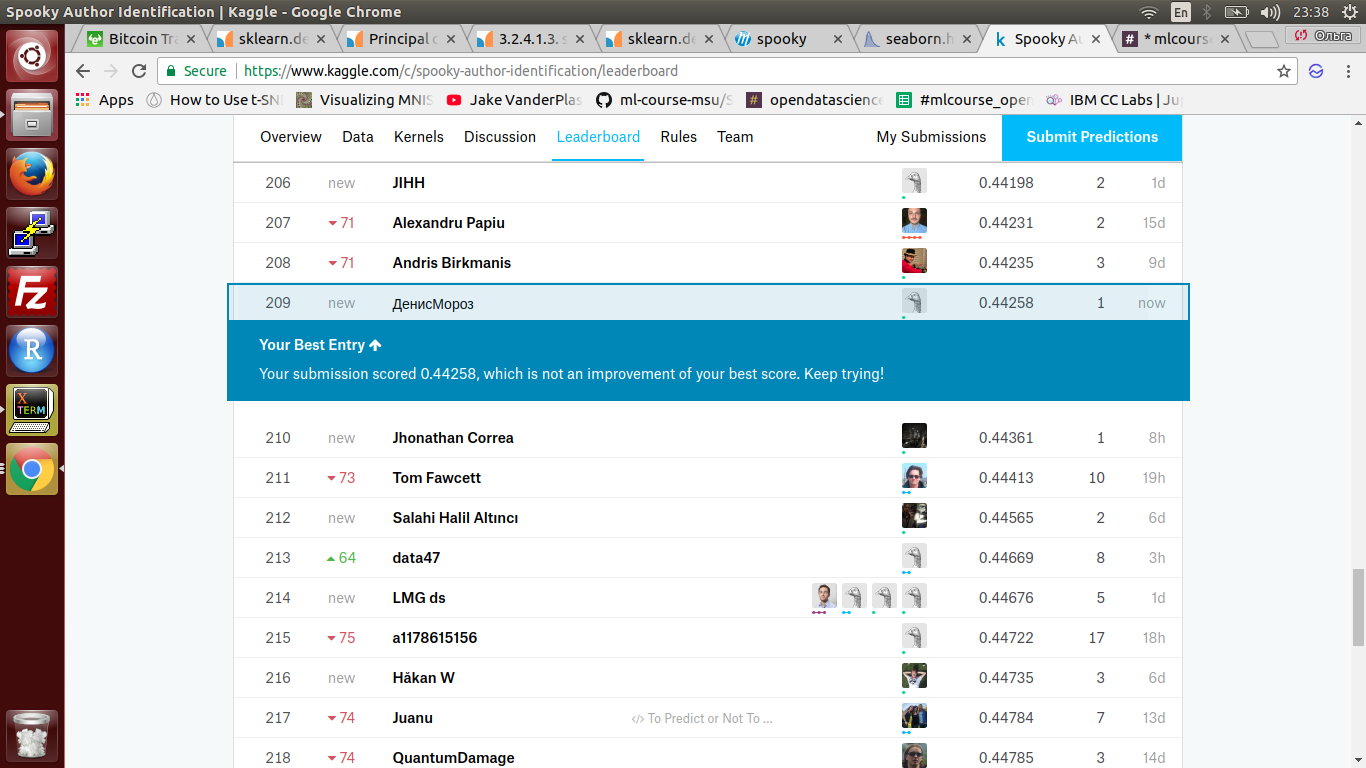 Spooky Author Identification | Kaggle - Google Chrome
En
23:38
Bitcoin Tra
sklearn.de
Principal c
3.2.4.1.3. s
sklearn.de
spooky
seaborn.h
Spooky Au
* mlcourse
Ольга
Secure
https://www.kaggle.com/c/spooky-author-identification/leaderboard
Apps
How to Use t-SNE
Visualizing MNIS
Jake VanderPlas
ml-course-msu/S
opendatascience
#mlcourse_open
IBM CC Labs | Ju
Overview Data Kernels Discussion Leaderboard Rules Team My Submissions Submit Predictions
206 new JIHH 0.44198 2 1d
207 71 Alexandru Papiu 0.44231 2 15d
208 71 Andris Birkmanis 0.44235 3 9d
209 new ДенисМороз 0.44258 1 now
Your Best Entry
Your submission scored 0.44258, which is not an improvement of your best score. Keep trying!
210 new Jhonathan Correa 0.44361 1 8h
211 73 Tom Fawcett 0.44413 10 19h
212 new Salahi Halil Altıncı 0.44565 2 6d
213 64 data47 0.44669 8 3h
214 new LMG ds 0.44676 5 1d
215 75 a1178615156 0.44722 17 18h
216 new Håkan W 0.44735 3 6d
217 74 Juanu </> To Predict or Not To ... 0.44784 7 13d
218 74 QuantumDamage 0.44785 3 14d
Fz
R
X
TERM